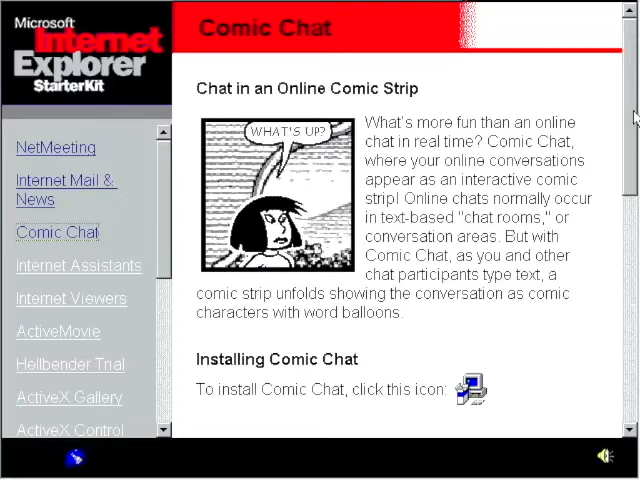 Microsoft
Internet
Explorer
StarterKit
Comic Chat
NetMeeting
Internet Mail &
News
Comic Chat
Internet Assistants
Internet Viewers
ActiveMovie
Hellbender Trial
ActiveX Gallery
ActiveX Control
Chat in an Online Comic Strip
WHAT'S UP?
What's more fun than an online
chat in real time? Comic Chat,
where your online conversations
appear as an interactive comic
strip! Online chats normally occur
in text-based "chat rooms," or
conversation areas. But with
Comic Chat, as you and other
chat participants type text, a
comic strip unfolds showing the conversation as comic
characters with word balloons.
Installing Comic Chat
To install Comic Chat, click this icon: